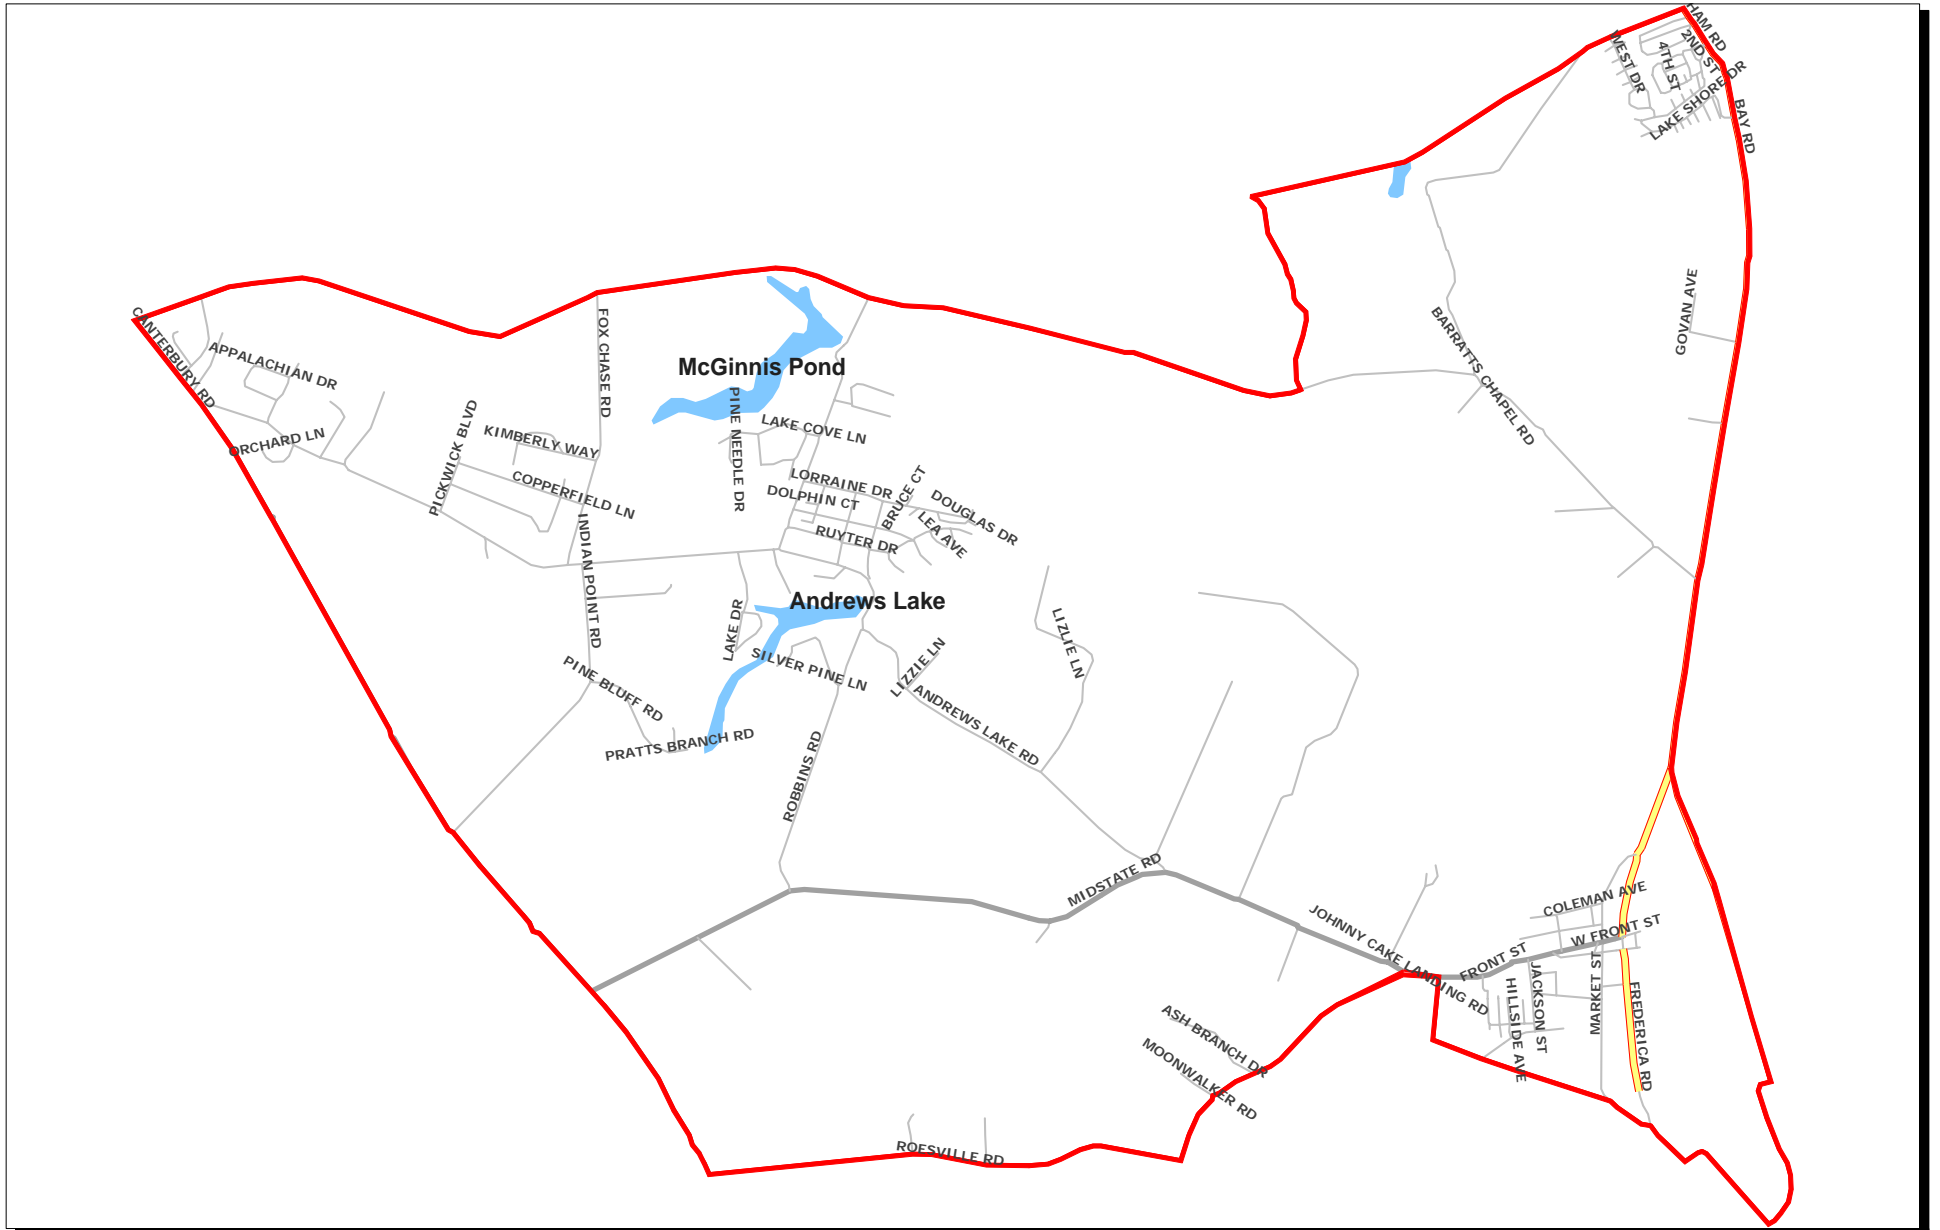 HAM RD
2ND ST
4TH ST
WEST DR
LAKE SHORE DR
BAY RD
GOVAN AVE
BARRATTS CHAPEL RD
CANTERBURY RD
APPALACHIAN DR
ORCHARD LN
FOX CHASE RD
PICKWICK BLVD
KIMBERLY WAY
COPPERFIELD LN
McGinnis Pond
PINE NEEDLE DR
LAKE COVE LN
LORRAINE DR
DOLPHIN CT
BRUCE CT
DOUGLAS DR
LEA AVE
RUYTER DR
INDIAN POINT RD
Andrews Lake
LAKE DR
SILVER PINE LN
LIZZIE LN
LIZLIE LN
ANDREWS LAKE RD
PINE BLUFF RD
PRATTS BRANCH RD
ROBBINS RD
MIDSTATE RD
JOHNNY CAKE LANDING RD
COLEMAN AVE
W FRONT ST
FRONT ST
MARKET ST
JACKSON ST
HILLSIDE AVE
FREDERICA RD
ASH BRANCH DR
MOONWALKER RD
ROESVILLE RD